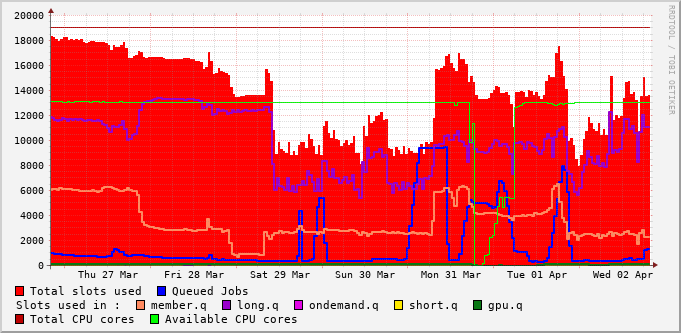 20000
18000
16000
14000
12000
10000
8000
6000
4000
2000
0
Thu 27 Mar Fri 28 Mar Sat 29 Mar Sun 30 Mar Mon 31 Mar Tue 01 Apr Wed 02 Apr
Total slots used Queued Jobs
Slots used in : member.q long.q ondemand.q short.q gpu.q
Total CPU cores Available CPU cores
RRDTOOL / TOBI OETIKER